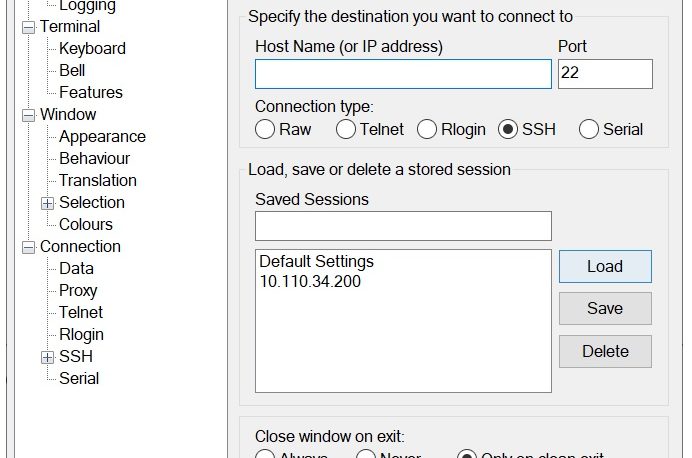 Logging
Terminal
Keyboard
Bell
Features
Window
Appearance
Behaviour
Translation
Selection
Colours
Connection
Data
Proxy
Telnet
Rlogin
SSH
Serial
Specify the destination you want to connect to
Host Name (or IP address) Port
22
Connection type:
Raw Telnet Rlogin SSH Serial
Load, save or delete a stored session
Saved Sessions
Default Settings
10.110.34.200
Load
Save
Delete
Close window on exit:
Always Never Only on clean exit